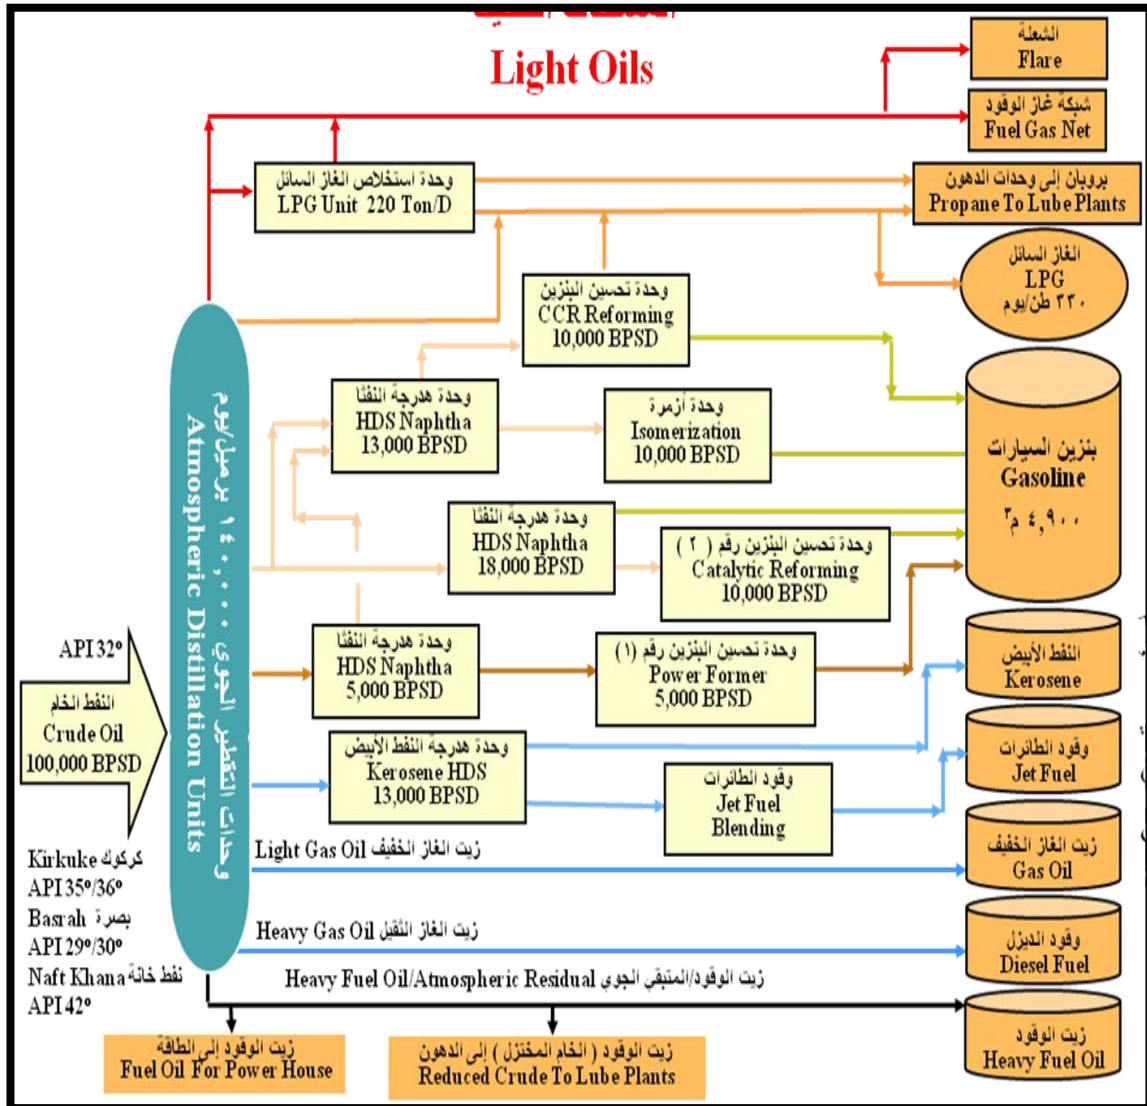 Light Oils
الشعلة
Flare
شبكة غاز الوقود
Fuel Gas Net
وحدة استخلاص الغاز السائل
LPG Unit 220 Ton/D
بروبان إلى وحدات الدهون
Propane To Lube Plants
الغاز السائل
LPG
٣٣٠ طن/يوم
وحدة تحسين البنزين
CCR Reforming
10,000 BPSD
وحدة هدرجة النفثا
HDS Naphtha
13,000 BPSD
وحدة أزمرة
Isomerization
10,000 BPSD
بنزين السيارات
Gasoline
٤,٩٠٠ م٣
وحدة هدرجة النفثا
HDS Naphtha
18,000 BPSD
وحدة تحسين البنزين رقم ( ٢ )
Catalytic Reforming
10,000 BPSD
وحدات التقطير الجوي ١٤٠,٠٠٠ برميل/يوم
Atmospheric Distillation Units
وحدة هدرجة النفثا
HDS Naphtha
5,000 BPSD
وحدة تحسين البنزين رقم (١)
Power Former
5,000 BPSD
النفط الأبيض
Kerosene
API 32º
النفط الخام
Crude Oil
100,000 BPSD
وحدة هدرجة النفط الأبيض
Kerosene HDS
13,000 BPSD
وقود الطائرات
Jet Fuel
Blending
وقود الطائرات
Jet Fuel
Light Gas Oil زيت الغاز الخفيف
زيت الغاز الخفيف
Gas Oil
Kirkuke كركوك
API 35º/36º
Basrah بصرة
API 29º/30º
Naft Khana نفط خانة
API 42º
Heavy Gas Oil زيت الغاز الثقيل
وقود الديزل
Diesel Fuel
Heavy Fuel Oil/Atmospheric Residual زيت الوقود/المتبقي الجوي
زيت الوقود
Heavy Fuel Oil
زيت الوقود إلى الطاقة
Fuel Oil For Power House
زيت الوقود ( الخام المختزل ) إلى الدهون
Reduced Crude To Lube Plants